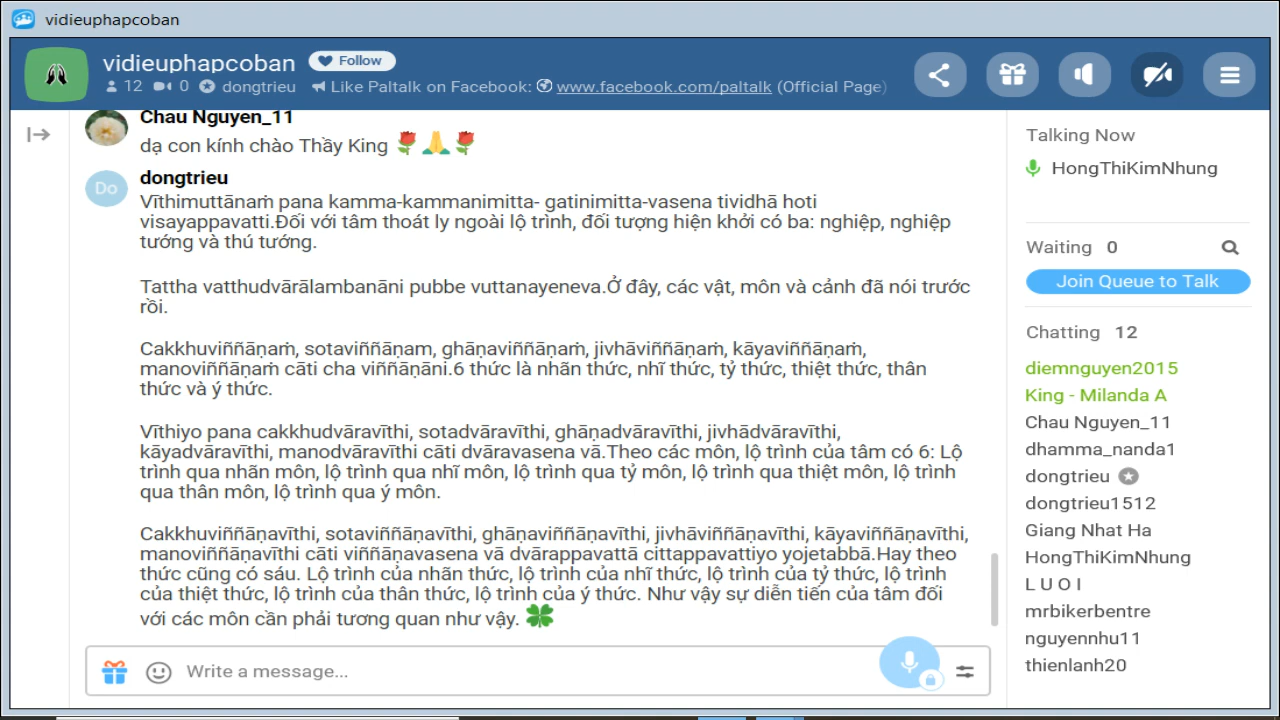 vidieuphapcoban
vidieuphapcoban Follow
12 0 dongtrieu Like Paltalk on Facebook: www.facebook.com/paltalk (Official Page)
Chau Nguyen_11
dạ con kính chào Thầy King 🌹🙏🌹
Do
dongtrieu
Vīthimuttānaṁ pana kamma-kammanimitta- gatinimitta-vasena tividhā hoti
visayappavatti.Đối với tâm thoát ly ngoài lộ trình, đối tượng hiện khởi có ba: nghiệp, nghiệp
tướng và thú tướng.
Tattha vatthudvārālambanāni pubbe vuttanayeneva.Ở đây, các vật, môn và cảnh đã nói trước
rồi.
Cakkhuviññāṇaṁ, sotaviññāṇam, ghāṇaviññāṇaṁ, jivhāviññāṇaṁ, kāyaviññāṇaṁ,
manoviññāṇaṁ cāti cha viññāṇāni.6 thức là nhãn thức, nhĩ thức, tỷ thức, thiệt thức, thân
thức và ý thức.
Vīthiyo pana cakkhudvāravīthi, sotadvāravīthi, ghāṇadvāravīthi, jivhādvāravīthi,
kāyadvāravīthi, manodvāravīthi cāti dvāravasena vā.Theo các môn, lộ trình của tâm có 6: Lộ
trình qua nhãn môn, lộ trình qua nhĩ môn, lộ trình qua tỷ môn, lộ trình qua thiệt môn, lộ trình
qua thân môn, lộ trình qua ý môn.
Cakkhuviññāṇavīthi, sotaviññāṇavīthi, ghāṇaviññāṇavīthi, jivhāviññāṇavīthi, kāyaviññāṇavīthi,
manoviññāṇavīthi cāti viññāṇavasena vā dvārappavattā cittappavattiyo yojetabbā.Hay theo
thức cũng có sáu. Lộ trình của nhãn thức, lộ trình của nhĩ thức, lộ trình của tỷ thức, lộ trình
của thiệt thức, lộ trình của thân thức, lộ trình của ý thức. Như vậy sự diễn tiến của tâm đối
với các môn cần phải tương quan như vậy. 🍀
Write a message...
Talking Now
HongThiKimNhung
Waiting 0
Join Queue to Talk
Chatting 12
diemnguyen2015
King - Milanda A
Chau Nguyen_11
dhamma_nanda1
dongtrieu
dongtrieu1512
Giang Nhat Ha
HongThiKimNhung
L U O I
mrbikerbentre
nguyennhu11
thienlanh20